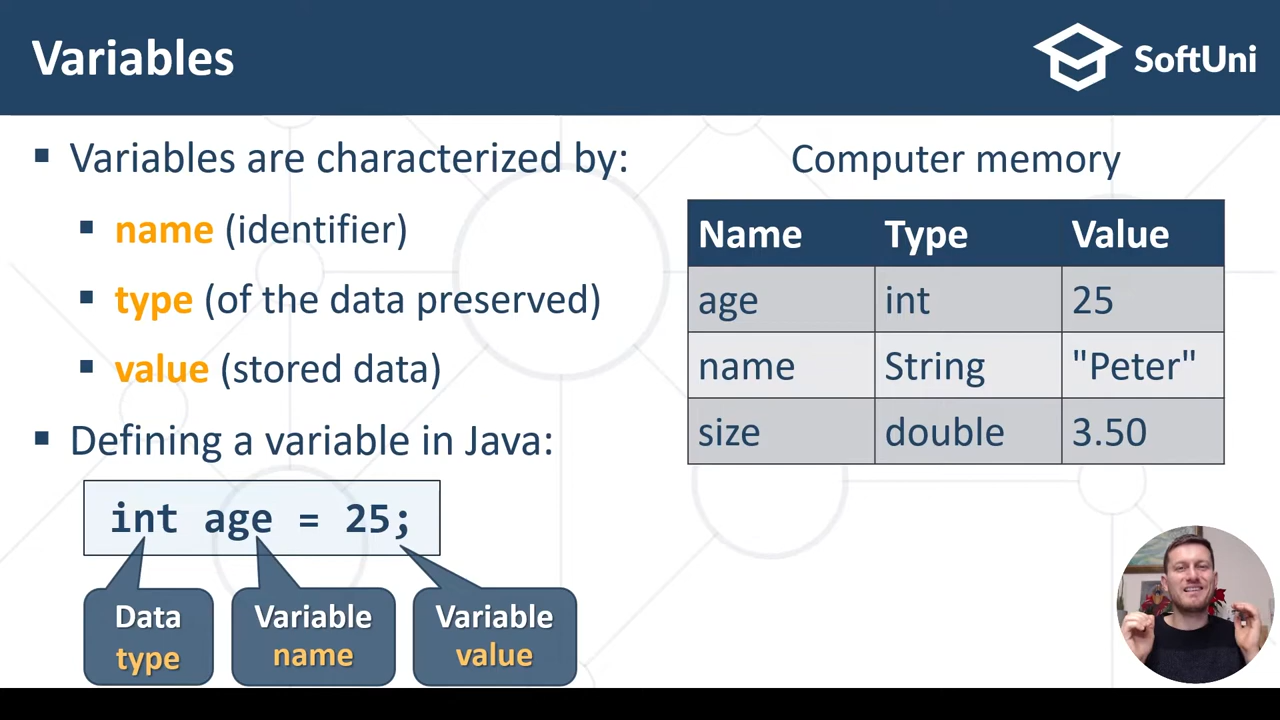 Variables
SoftUni
▪ Variables are characterized by:
▪ name (identifier)
▪ type (of the data preserved)
▪ value (stored data)
▪ Defining a variable in Java:
int age = 25;
Data
type
Variable
name
Variable
value
Computer memory
Name Type Value
age int 25
name String "Peter"
size double 3.50